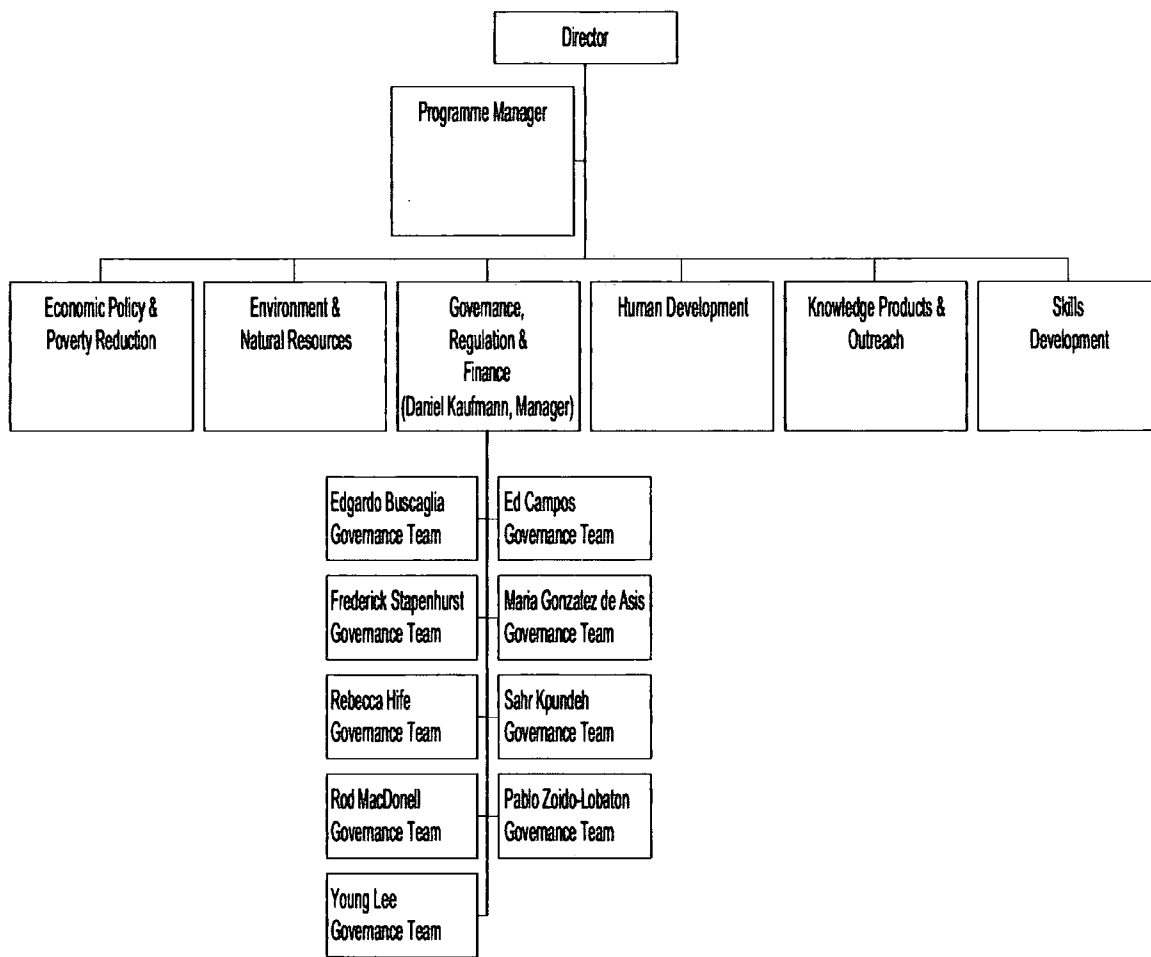 Director
Programme Manager
Economic Policy &
Poverty Reduction
Environment &
Natural Resources
Governance,
Regulation &
Finance
(Daniel Kaufmann, Manager)
Human Development
Knowledge Products &
Outreach
Skills
Development
Edgardo Buscaglia
Governance Team
Ed Campos
Governance Team
Frederick Stapenhurst
Governance Team
Maria Gonzalez de Asis
Governance Team
Rebecca Hife
Governance Team
Sahr Kpundeh
Governance Team
Rod MacDonell
Governance Team
Pablo Zoido-Lobaton
Governance Team
Young Lee
Governance Team